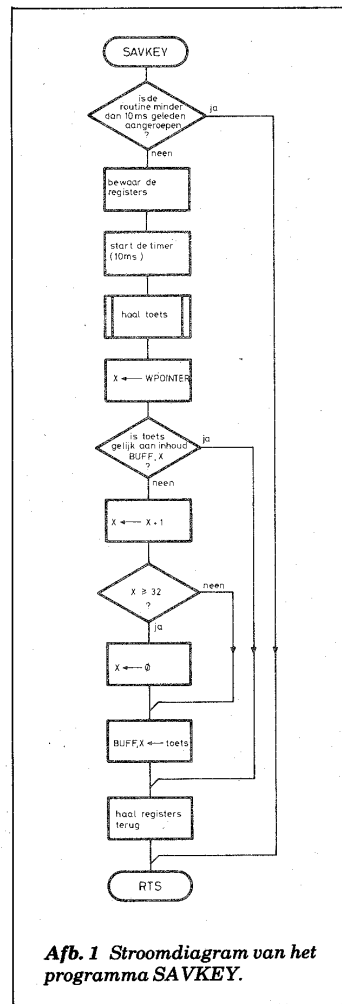 SAVKEY
is de
routine minder
dan 10 ms geleden
aangeroepen
?
ja
neen
bewaar de
registers
start de timer
(10ms)
haal toets
X ← WPOINTER
is toets
gelijk aan inhoud
BUFF, X
?
ja
neen
X ← X + 1
X ≥ 32
?
neen
ja
X ← Ø
BUFF,X ← toets
haal registers
terug
RTS
Afb. 1 Stroomdiagram van het
programma SAVKEY.